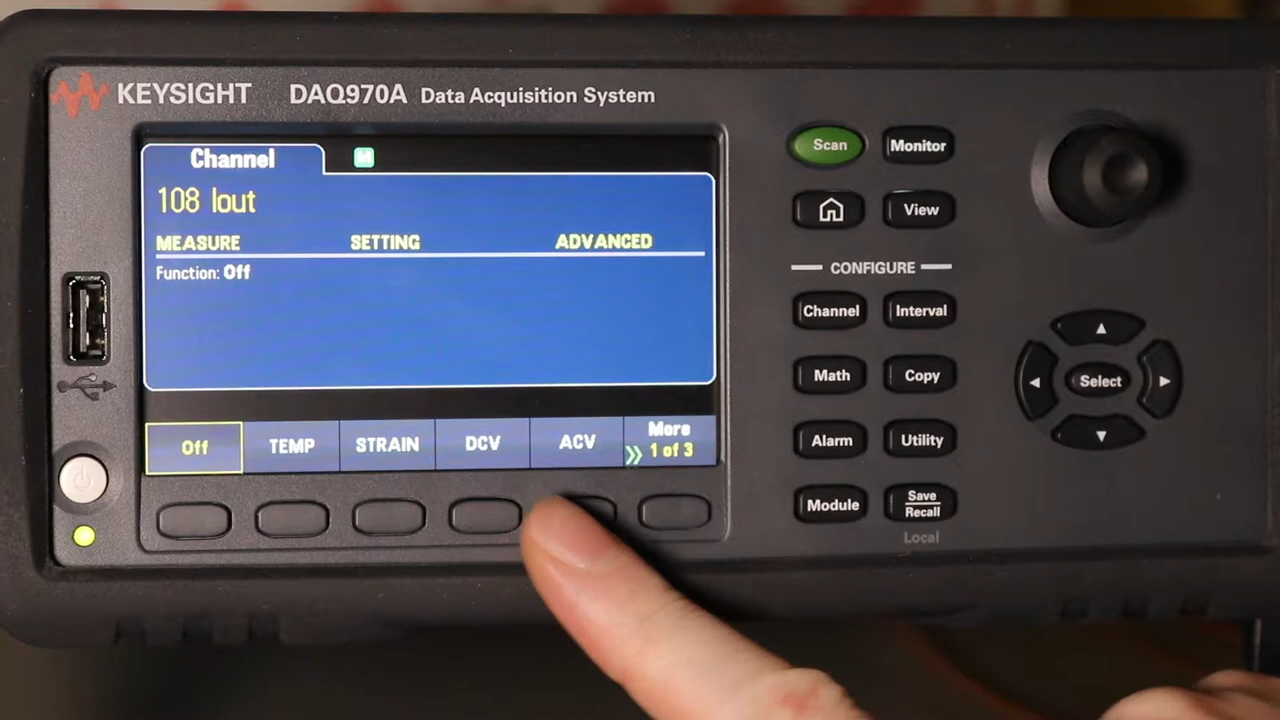 KEYSIGHT DAQ970A Data Acquisition System
Channel M
108 Iout
MEASURE SETTING ADVANCED
Function: Off
Off TEMP STRAIN DCV ACV More
1 of 3
Scan Monitor
View
CONFIGURE
Channel Interval
Math Copy
Select
Alarm Utility
Module Save
Recall
Local